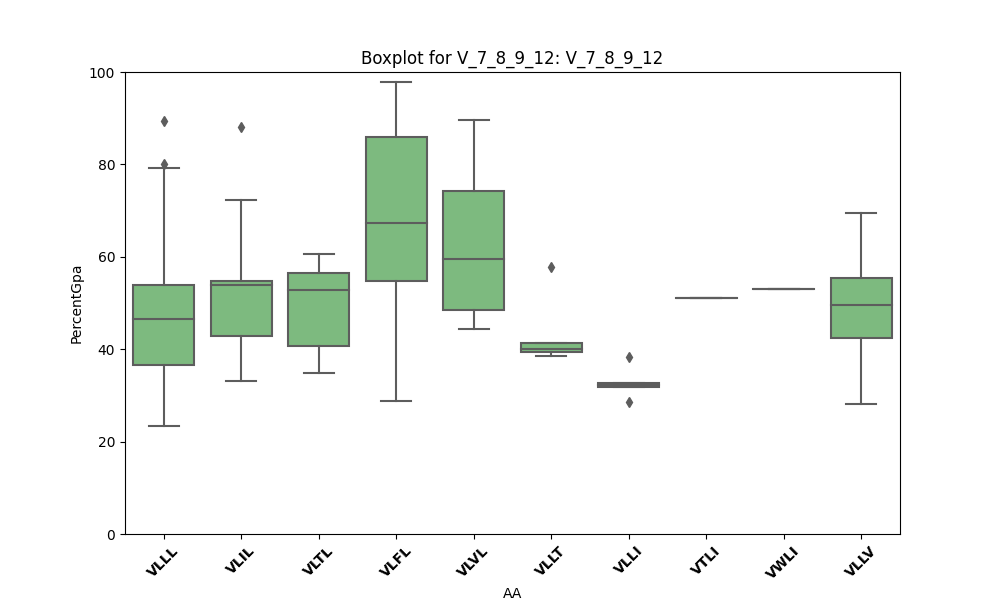 Boxplot for V_7_8_9_12: V_7_8_9_12
100
80
60
40
20
0
PercentGpa
VLLL VLIL VLTL VLFL VLVL VLLT VLLI VTLI VWLI VLLV
AA